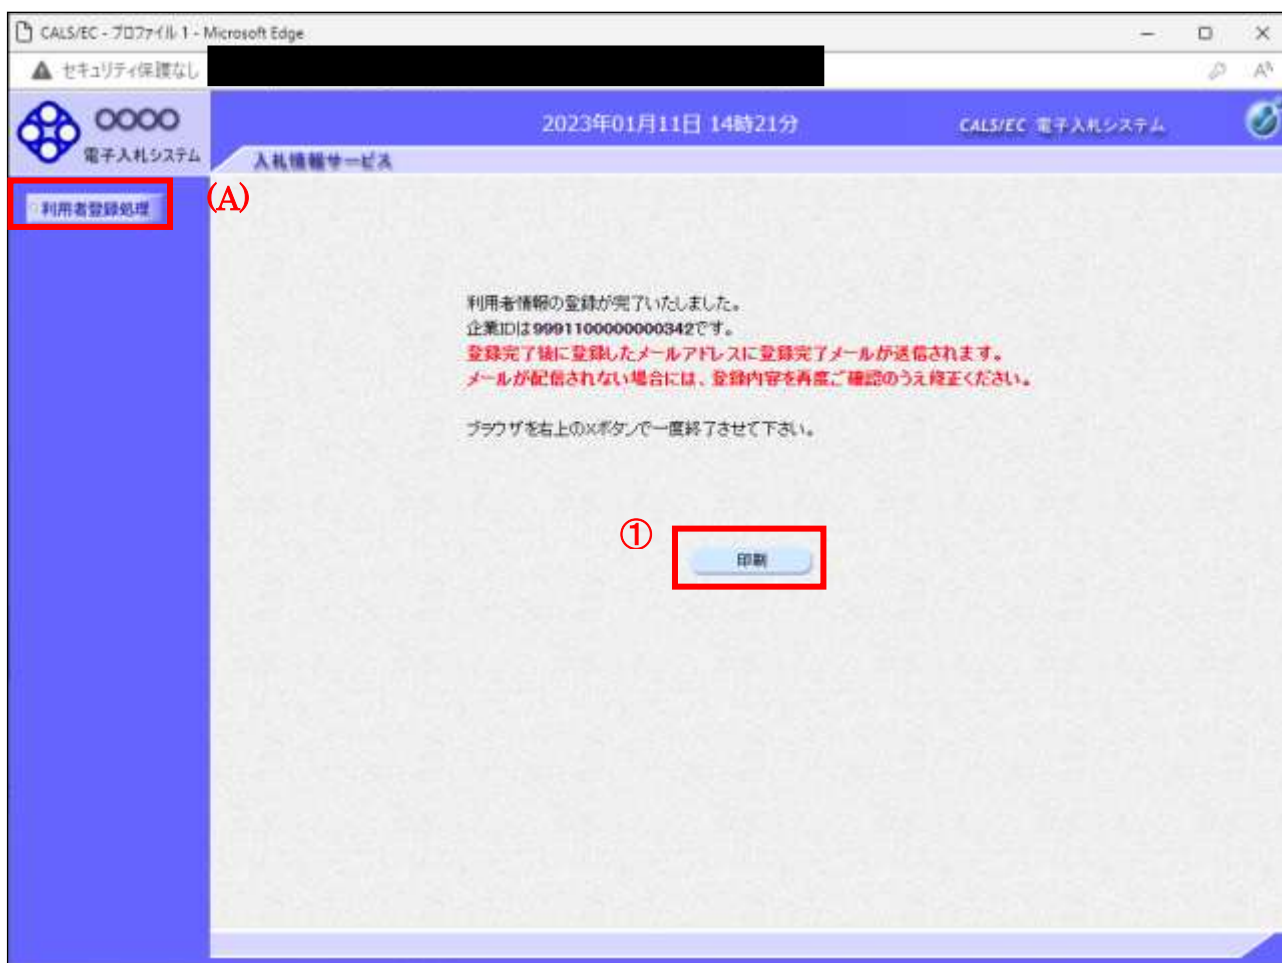 CALS/EC - プロファイル 1 - Microsoft Edge
セキュリティ保護なし
〇〇〇〇
電子入札システム
2023年01月11日 14時21分
CALS/EC 電子入札システム
入札情報サービス
利用者登録処理
(A)
利用者情報の登録が完了いたしました。
企業IDは9991100000000342です。
登録完了後に登録したメールアドレスに登録完了メールが送信されます。
メールが配信されない場合には、登録内容を再度ご確認のうえ修正ください。
ブラウザを右上の×ボタンで一度終了させて下さい。
①
印刷